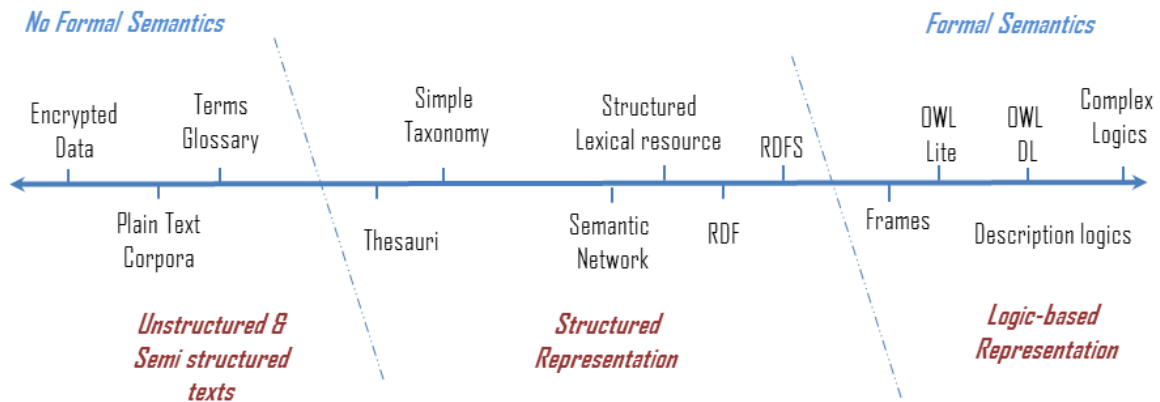 No Formal Semantics
Formal Semantics
Encrypted
Data
Terms
Glossary
Simple
Taxonomy
Structured
Lexical resource
RDFS
OWL
Lite
OWL
DL
Complex
Logics
Plain Text
Corpora
Thesauri
Semantic
Network
RDF
Frames
Description logics
Unstructured &
Semi structured
texts
Structured
Representation
Logic-based
Representation